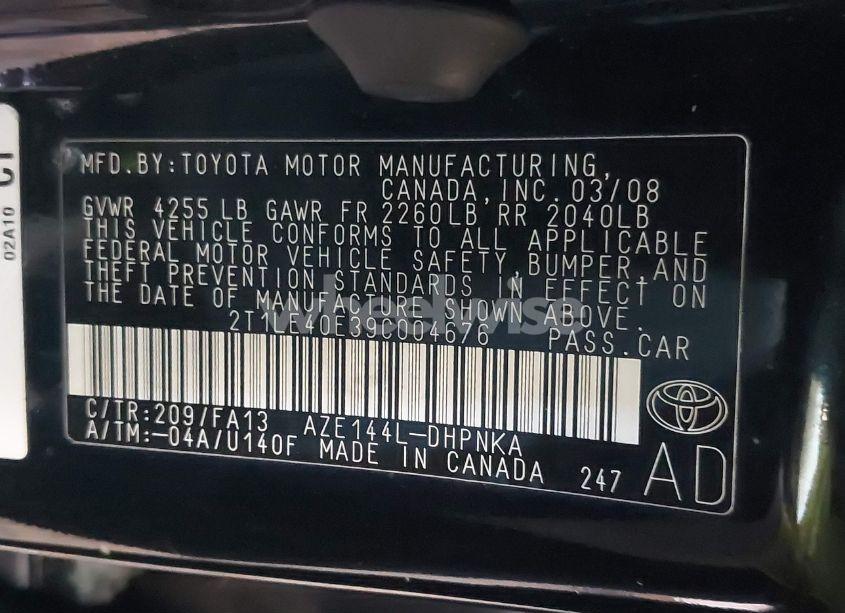 MFD.BY:TOYOTA MOTOR MANUFACTURING,
CANADA,INC. 03/08
GVWR 4255 LB GAWR FR 2260LB RR 2040LB
THIS VEHICLE CONFORMS TO ALL APPLICABLE
FEDERAL MOTOR VEHICLE SAFETY,BUMPER,AND
THEFT PREVENTION STANDARDS IN EFFECT ON
THE DATE OF MANUFACTURE SHOWN ABOVE.
PASS.CAR
C/TR:209/FA13 AZE144L-DHPNKA
A/TM:-04A/U140F MADE IN CANADA 247 AD
02A10
wheelwise